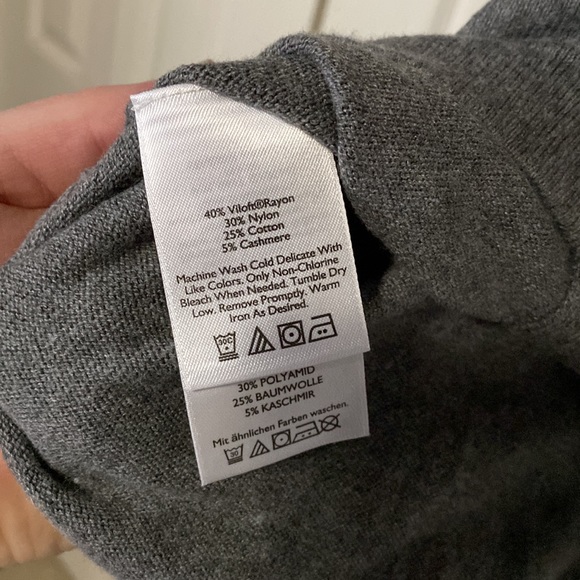 40% Viloft®Rayon
30% Nylon
25% Cotton
5% Cashmere
Machine Wash Cold Delicate With
Like Colors. Only Non-Chlorine
Bleach When Needed. Tumble Dry
Low. Remove Promptly. Warm
Iron As Desired.
30C
30% POLYAMID
25% BAUMWOLLE
5% KASCHMIR
Mit ähnlichen Farben waschen.
30